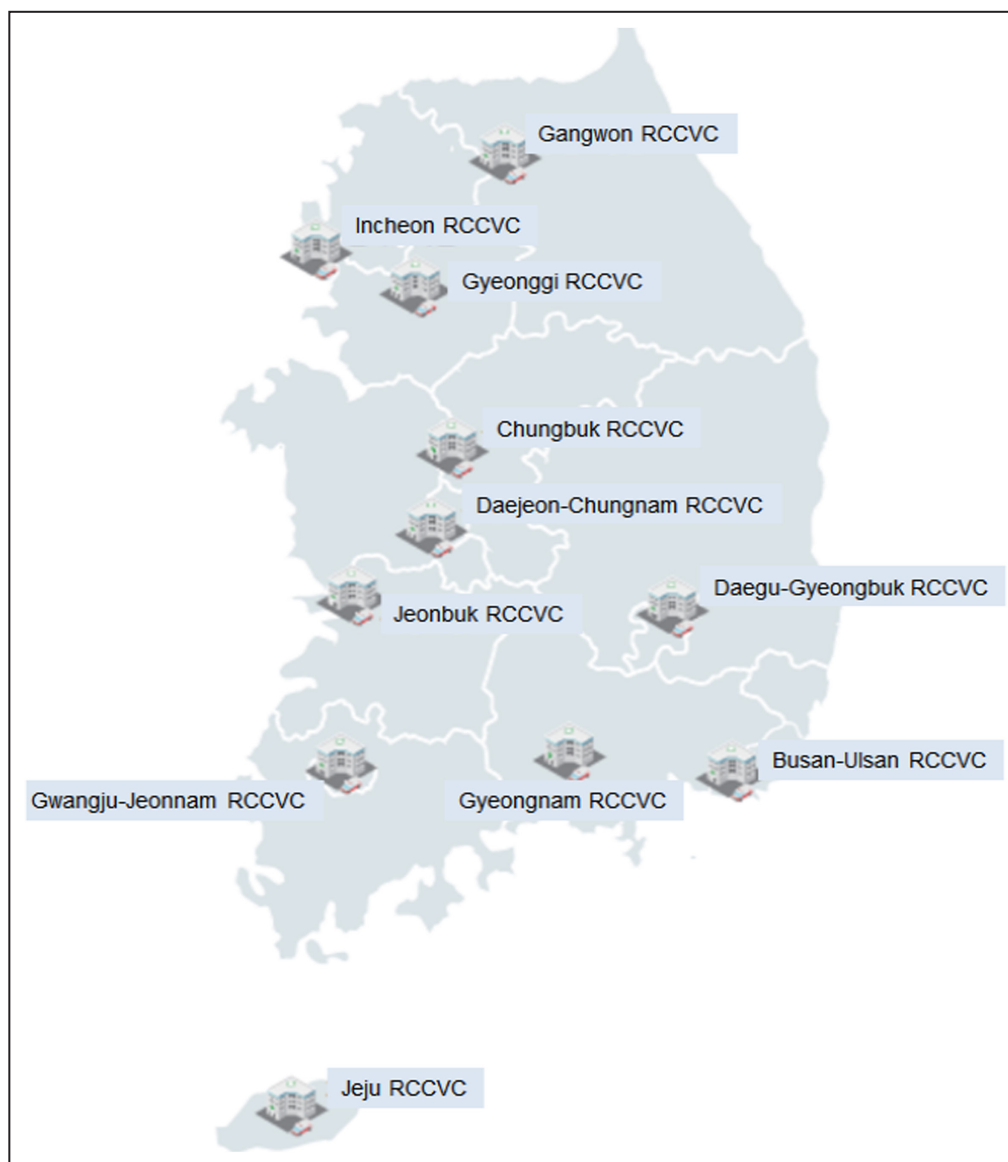 Gangwon RCCVC
Incheon RCCVC
Gyeonggi RCCVC
Chungbuk RCCVC
Daejeon-Chungnam RCCVC
Daegu-Gyeongbuk RCCVC
Jeonbuk RCCVC
Busan-Ulsan RCCVC
Gwangju-Jeonnam RCCVC
Gyeongnam RCCVC
Jeju RCCVC